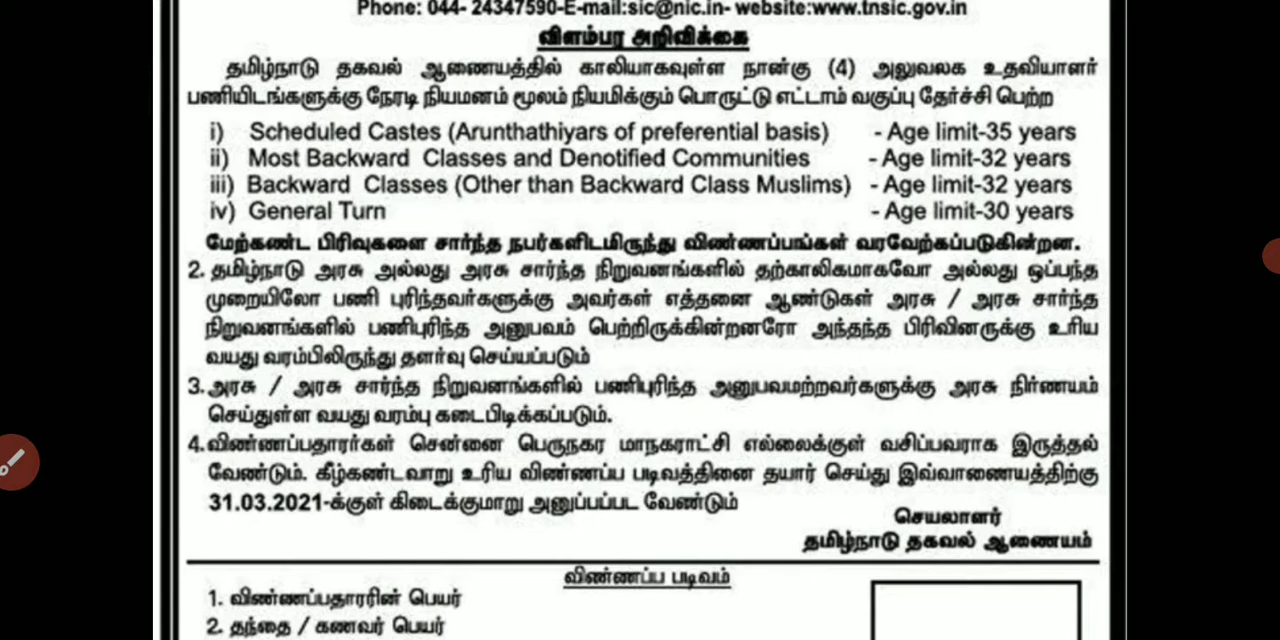 Phone: 044- 24347590-E-mail:sic@nic.in- website:www.tnsic.gov.in
விளம்பர அறிவிக்கை
தமிழ்நாடு தகவல் ஆணையத்தில் காலியாகவுள்ள நான்கு (4) அலுவலக உதவியாளர்
பணியிடங்களுக்கு நேரடி நியமனம் மூலம் நியமிக்கும் பொருட்டு எட்டாம் வகுப்பு தேர்ச்சி பெற்ற
i) Scheduled Castes (Arunthathiyars of preferential basis) - Age limit-35 years
ii) Most Backward Classes and Denotified Communities - Age limit-32 years
iii) Backward Classes (Other than Backward Class Muslims) - Age limit-32 years
iv) General Turn - Age limit-30 years
மேற்கண்ட பிரிவுகளை சார்ந்த நபர்களிடமிருந்து விண்ணப்பங்கள் வரவேற்கப்படுகின்றன.
2. தமிழ்நாடு அரசு அல்லது அரசு சார்ந்த நிறுவனங்களில் தற்காலிகமாகவோ அல்லது ஒப்பந்த
முறையிலோ பணி புரிந்தவர்களுக்கு அவர்கள் எத்தனை ஆண்டுகள் அரசு / அரசு சார்ந்த
நிறுவனங்களில் பணிபுரிந்த அனுபவம் பெற்றிருக்கின்றனரோ அந்தந்த பிரிவினருக்கு உரிய
வயது வரம்பிலிருந்து தளர்வு செய்யப்படும்
3. அரசு / அரசு சார்ந்த நிறுவனங்களில் பணிபுரிந்த அனுபவமற்றவர்களுக்கு அரசு நிர்ணயம்
செய்துள்ள வயது வரம்பு கடைபிடிக்கப்படும்.
4. விண்ணப்பதாரர்கள் சென்னை பெருநகர மாநகராட்சி எல்லைக்குள் வசிப்பவராக இருத்தல்
வேண்டும். கீழ்கண்டவாறு உரிய விண்ணப்ப படிவத்தினை தயார் செய்து இவ்வாணையத்திற்கு
31.03.2021-க்குள் கிடைக்குமாறு அனுப்பப்பட வேண்டும்
செயலாளர்
தமிழ்நாடு தகவல் ஆணையம்
விண்ணப்ப படிவம்
1. விண்ணப்பதாரரின் பெயர்
2. தந்தை / கணவர் பெயர்